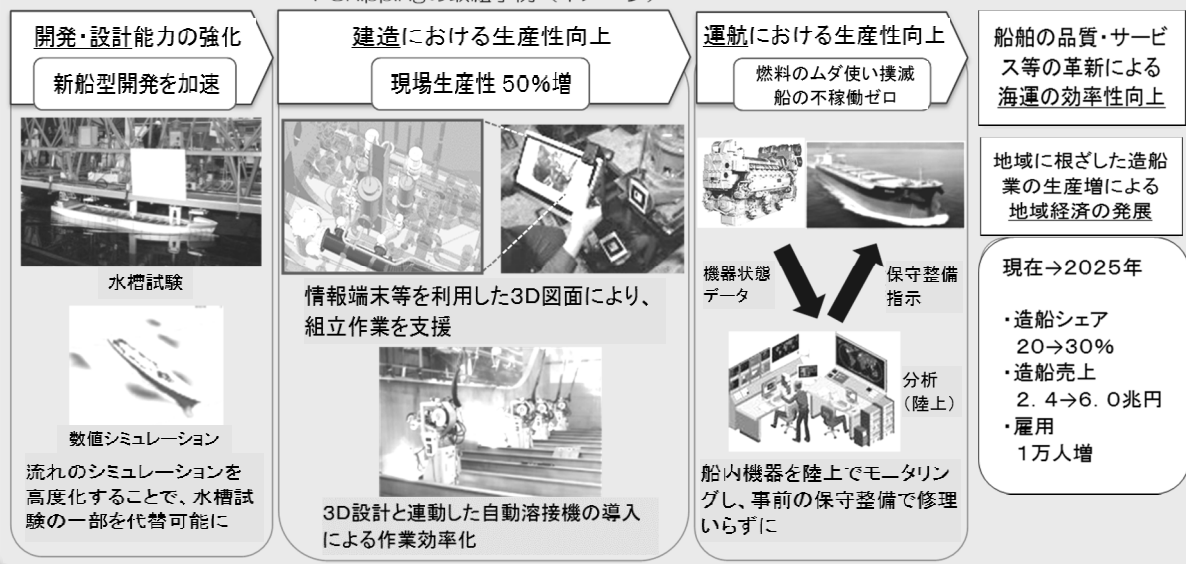 開発・設計能力の強化
新船型開発を加速
水槽試験
数値シミュレーション
流れのシミュレーションを
高度化することで、水槽試
験の一部を代替可能に
建造における生産性向上
現場生産性50%増
情報端末等を利用した3D図面により、
組立作業を支援
3D設計と連動した自動溶接機の導入
による作業効率化
運航における生産性向上
燃料のムダ使い撲滅
船の不稼働ゼロ
機器状態
データ
保守整備
指示
分析
（陸上）
船内機器を陸上でモニタリン
グし、事前の保守整備で修理
いらずに
船舶の品質・サービ
ス等の革新による
海運の効率性向上
地域に根ざした造船
業の生産増による
地域経済の発展
現在→2025年
・造船シェア
20→30%
・造船売上
2．4→6．0兆円
・雇用
1万人増